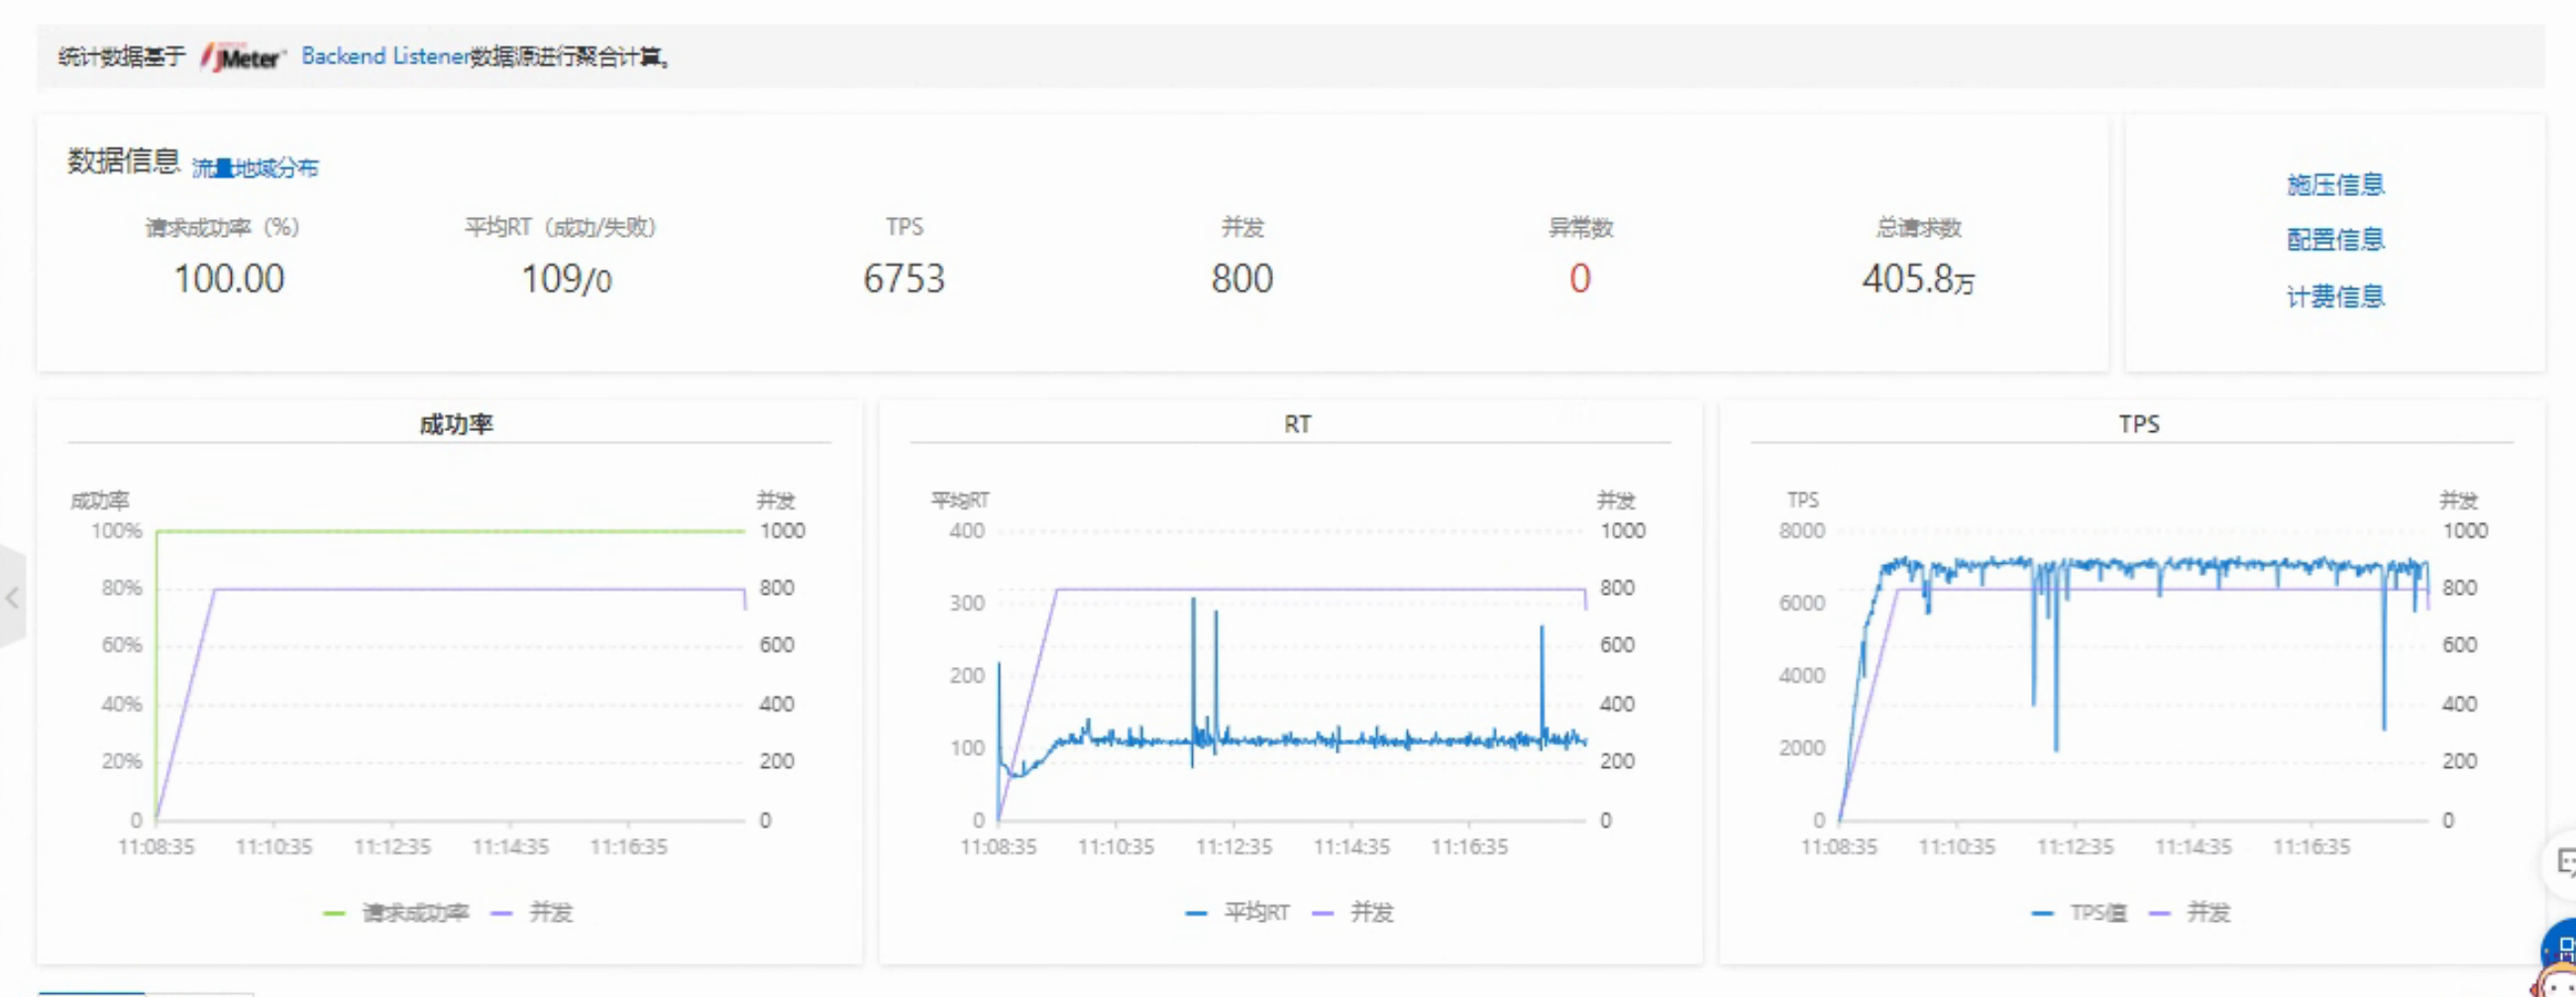 统计数据基于 JMeter Backend Listener数据源进行聚合计算。
数据信息 流量地域分布
请求成功率（%） 平均RT（成功/失败） TPS 并发 异常数 总请求数
100.00 109/0 6753 800 0 405.8万
施压信息
配置信息
计费信息
成功率
成功率 并发
100% 1000
80% 800
60% 600
40% 400
20% 200
0 0
11:08:35 11:10:35 11:12:35 11:14:35 11:16:35
请求成功率 并发
RT
平均RT 并发
400 1000
300 800
200 600
100 400
0 200
0
11:08:35 11:10:35 11:12:35 11:14:35 11:16:35
平均RT 并发
TPS
TPS 并发
8000 1000
6000 800
4000 600
2000 400
0 200
0
11:08:35 11:10:35 11:12:35 11:14:35 11:16:35
TPS值 并发